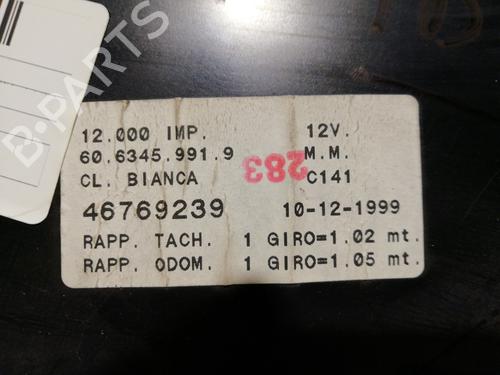 B-PARTS
12.000 IMP. 12V.
60.6345.991.9 M.M.
CL. BIANCA C141
283
46769239 10-12-1999
RAPP. TACH. 1 GIRO=1.02 mt.
RAPP. ODOM. 1 GIRO=1.05 mt.